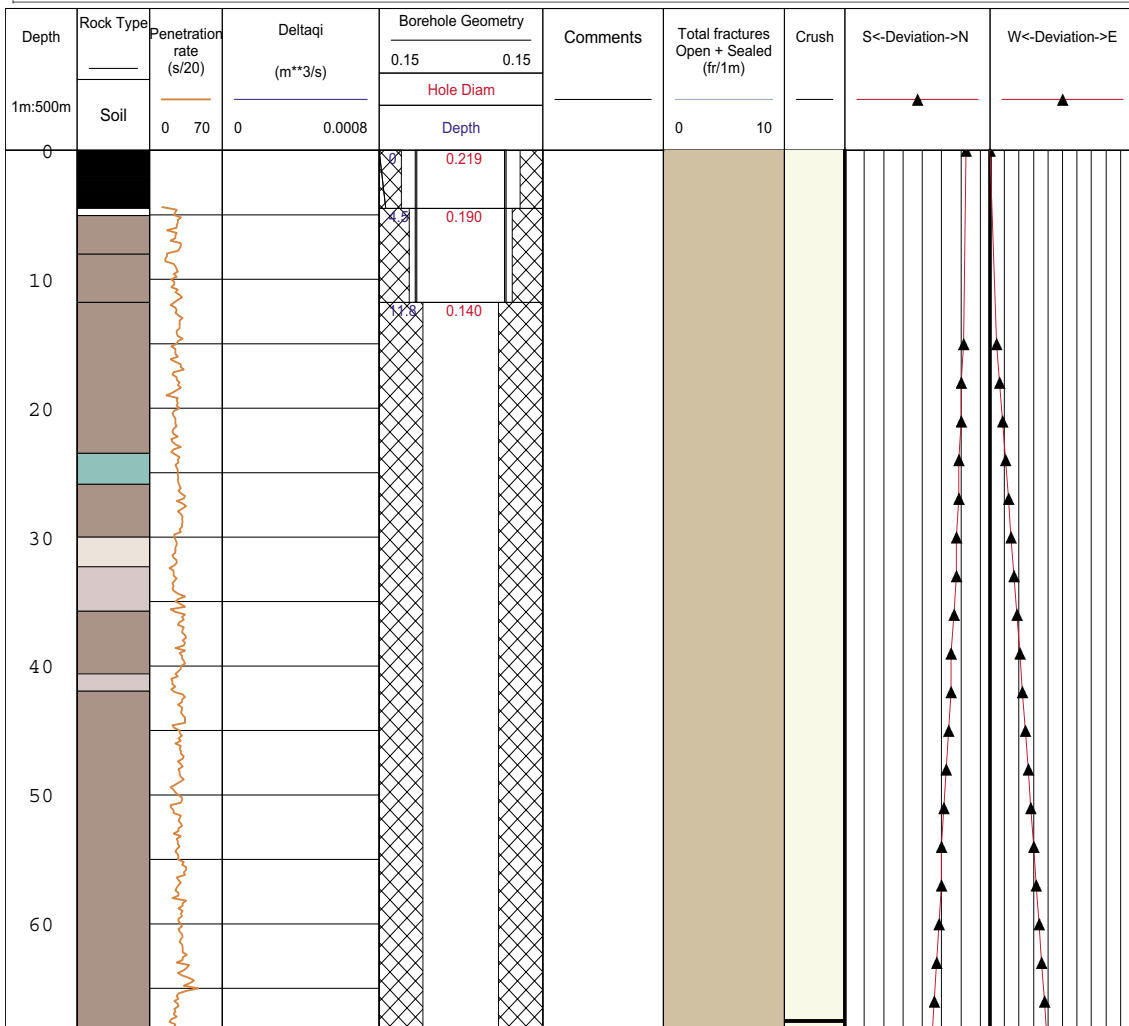 Depth
1m:500m
Rock Type
Soil
Penetration
rate
(s/20)
0 70
Deltaqi
(m**3/s)
0 0.0008
Borehole Geometry
0.15 0.15
Hole Diam
Depth
Comments
Total fractures
Open + Sealed
(fr/1m)
0 10
Crush
S<-Deviation->N
W<-Deviation->E
0
0 0.219
4.5 0.190
10
11.8 0.140
20
30
40
50
60